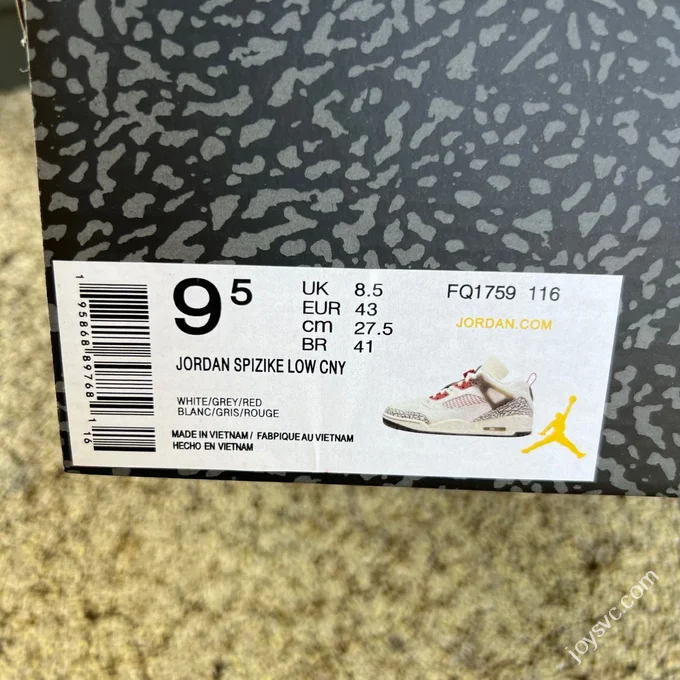 9 5
UK 8.5
EUR 43
cm 27.5
BR 41
FQ1759 116
JORDAN.COM
JORDAN SPIZIKE LOW CNY
WHITE/GREY/RED
BLANC/GRIS/ROUGE
MADE IN VIETNAM / FABRIQUE AU VIETNAM
HECHO EN VIETNAM
1 95868 89768 1 16
joysvc.com